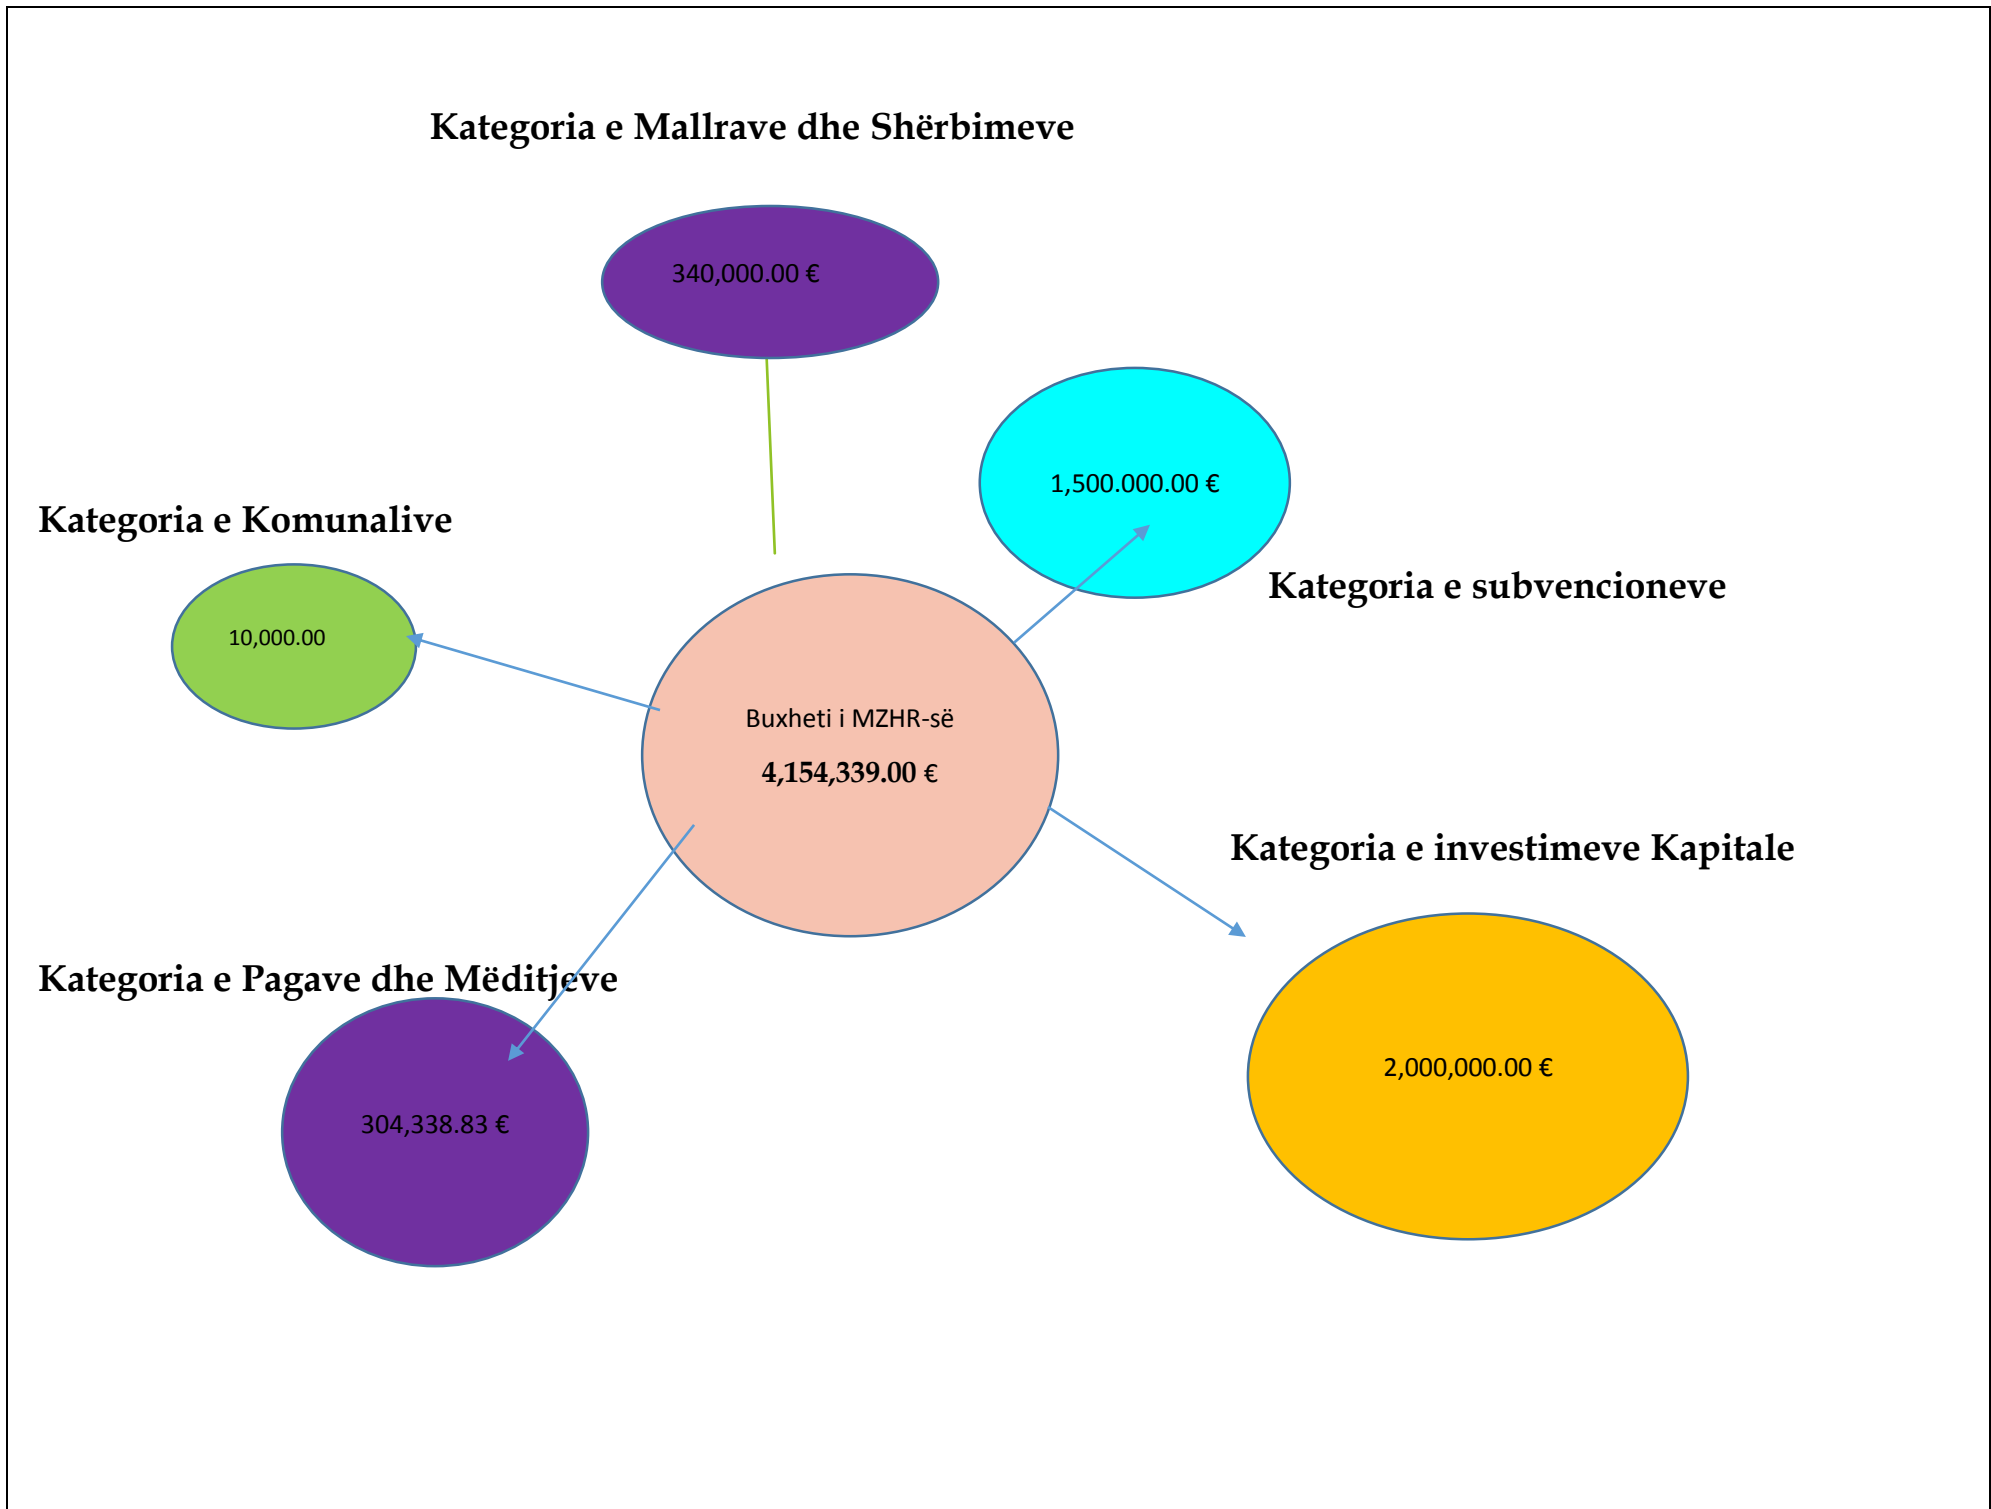 Kategoria e Mallrave dhe Shërbimeve
340,000.00 €
1,500.000.00 €
Kategoria e Komunalive
Kategoria e subvencioneve
10,000.00
Buxheti i MZHR-së
4,154,339.00 €
Kategoria e investimeve Kapitale
Kategoria e Pagave dhe Mëditjeve
2,000,000.00 €
304,338.83 €